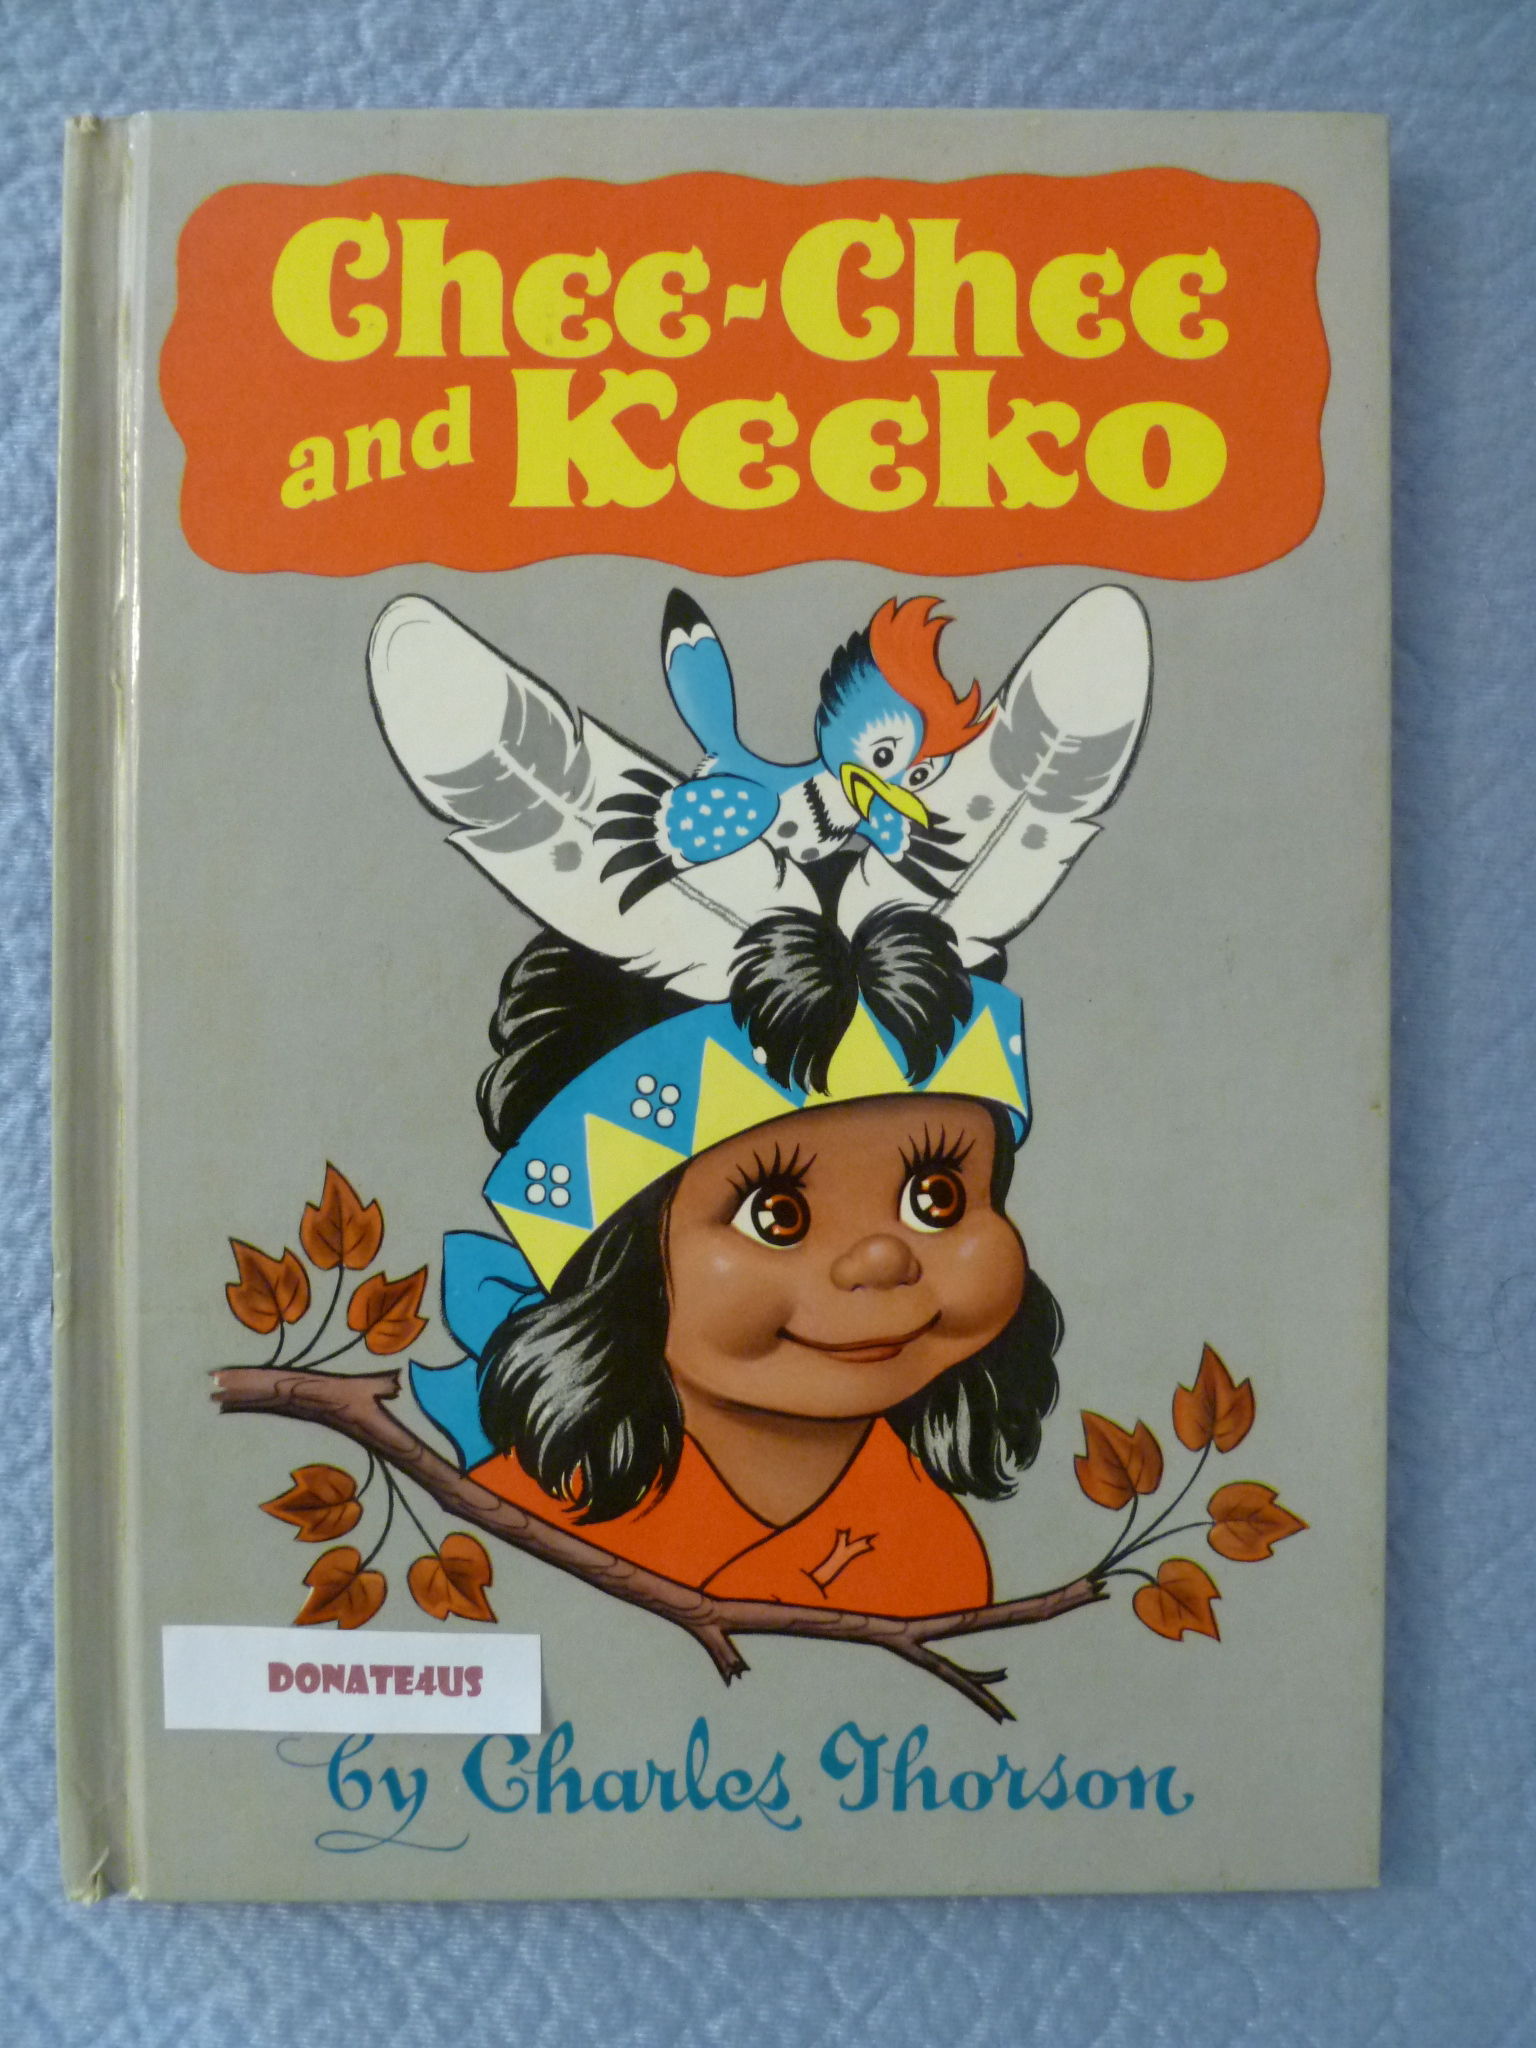 Chee-Chee
and Keeko
DONATE4US
by Charles Thorson